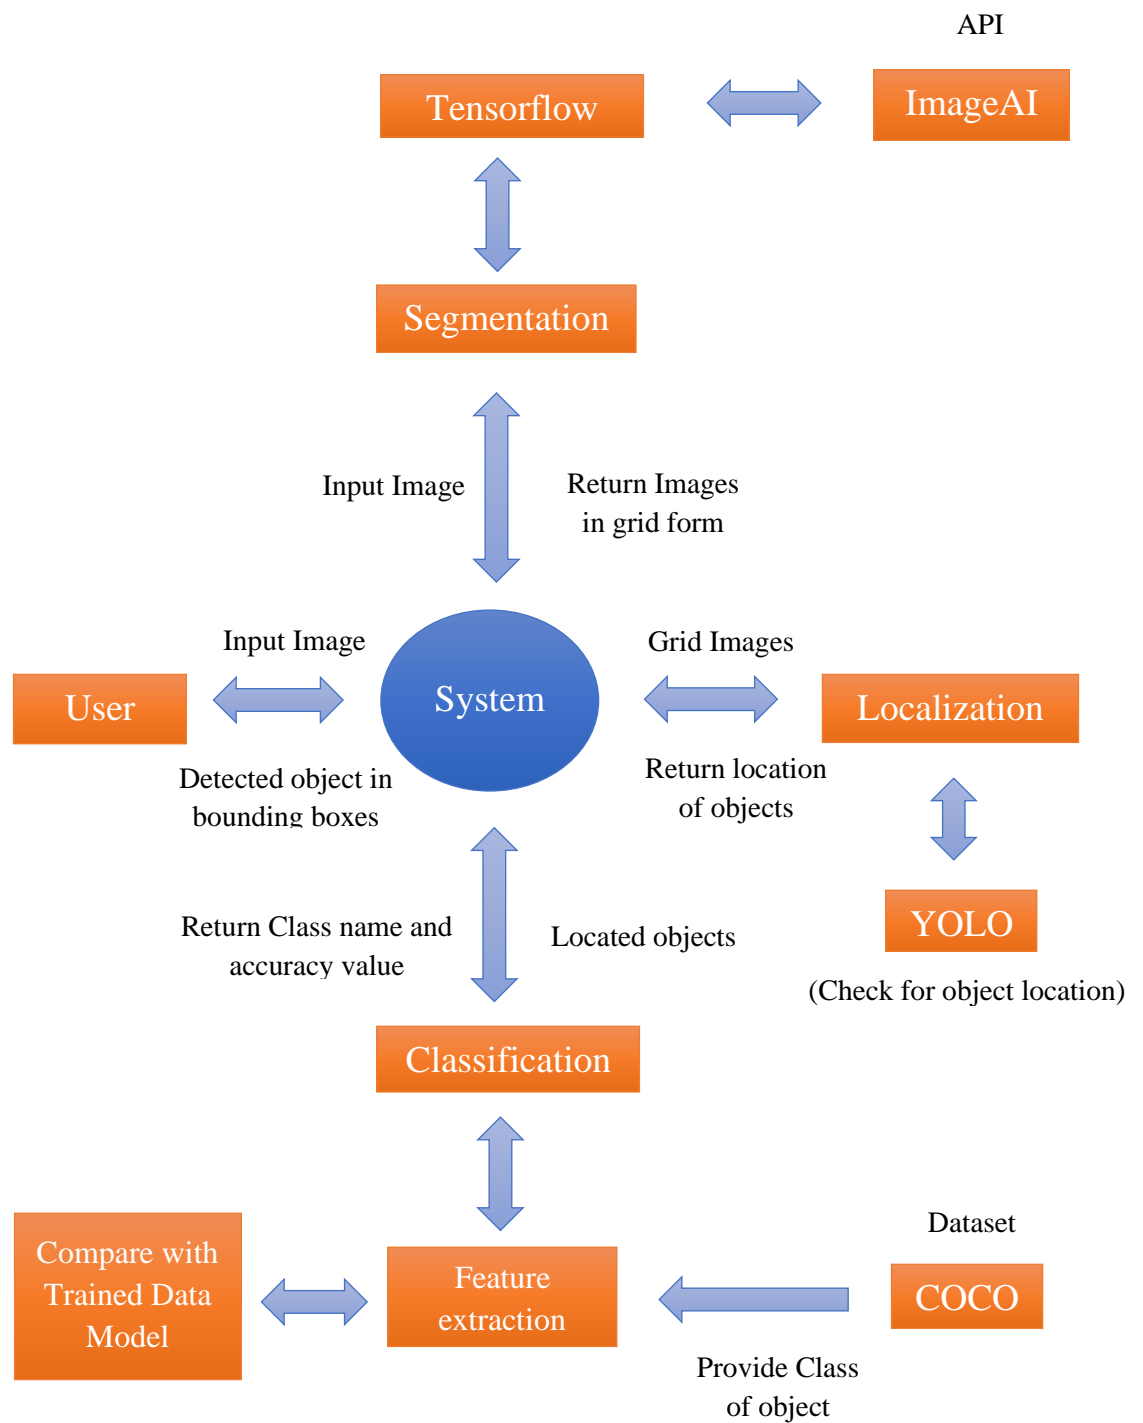 API
Tensorflow
ImageAI
Segmentation
Input Image
Return Images
in grid form
Input Image
Grid Images
User
System
Localization
Detected object in
bounding boxes
Return location
of objects
YOLO
Return Class name and
accuracy value
Located objects
(Check for object location)
Classification
Dataset
Compare with
Trained Data
Model
Feature
extraction
COCO
Provide Class
of object